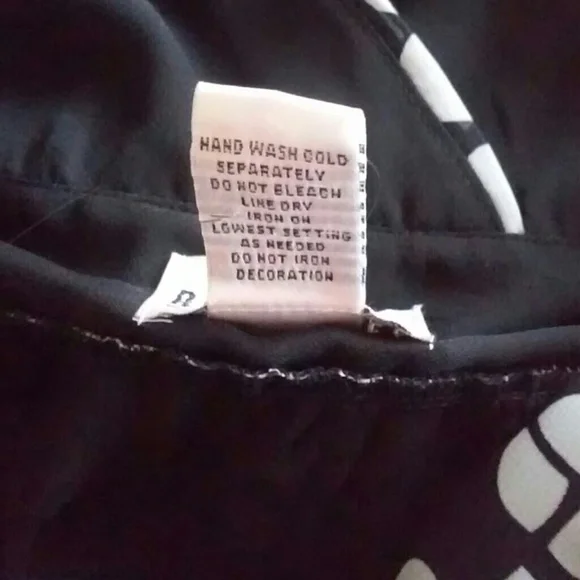 HAND WASH COLD
SEPARATELY
DO NOT BLEACH
LINE DRY
IRON ON
LOWEST SETTING
AS NEEDED
DO NOT IRON
DECORATION